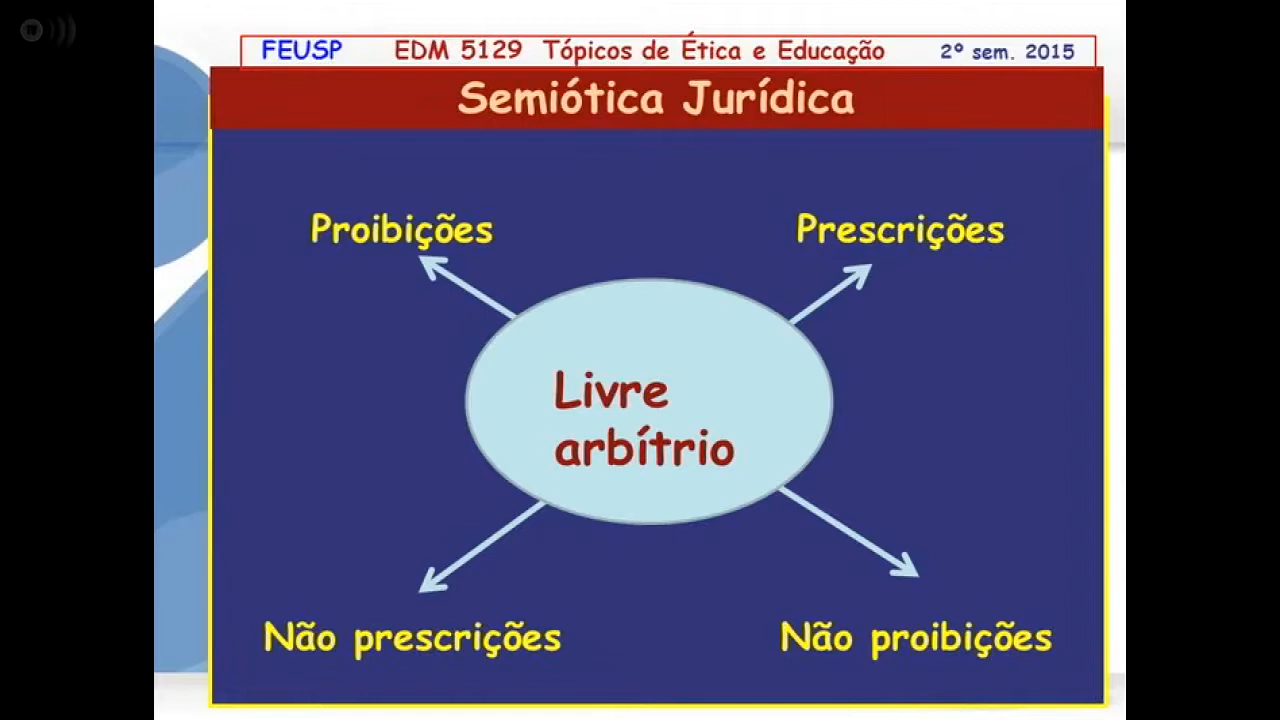 FEUSP EDM 5129 Tópicos de Ética e Educação 2º sem. 2015
Semiótica Jurídica
Proibições Prescrições
Livre
arbítrio
Não prescrições Não proibições